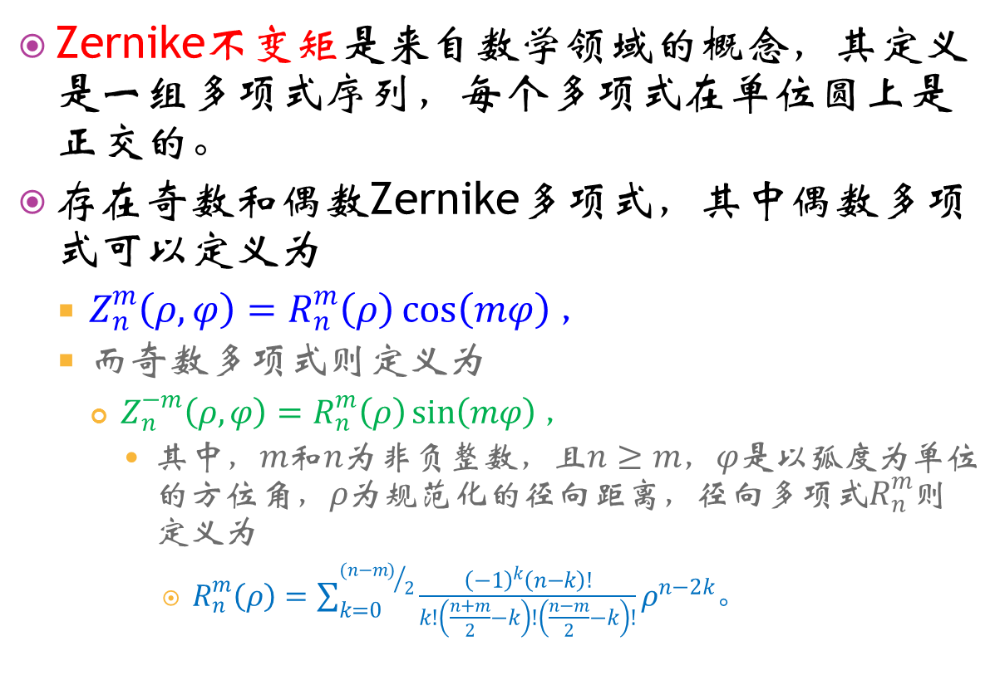 Zernike不变矩是来自数学领域的概念，其定义
是一组多项式序列，每个多项式在单位圆上是
正交的。
存在奇数和偶数Zernike多项式，其中偶数多项
式可以定义为
$Z_n^m(\rho,\varphi) = R_n^m(\rho)\cos(m\varphi)$，
而奇数多项式则定义为
$Z_n^{-m}(\rho,\varphi) = R_n^m(\rho)\sin(m\varphi)$，
其中，$m$和$n$为非负整数，且$n \geq m$，$\varphi$是以弧度为单位
的方位角，$\rho$为规范化的径向距离，径向多项式$R_n^m$则
定义为
$R_n^m(\rho) = \sum_{k=0}^{(n-m)/2} \frac{(-1)^k(n-k)!}{k!\left(\frac{n+m}{2}-k\right)!\left(\frac{n-m}{2}-k\right)!}\rho^{n-2k}$。